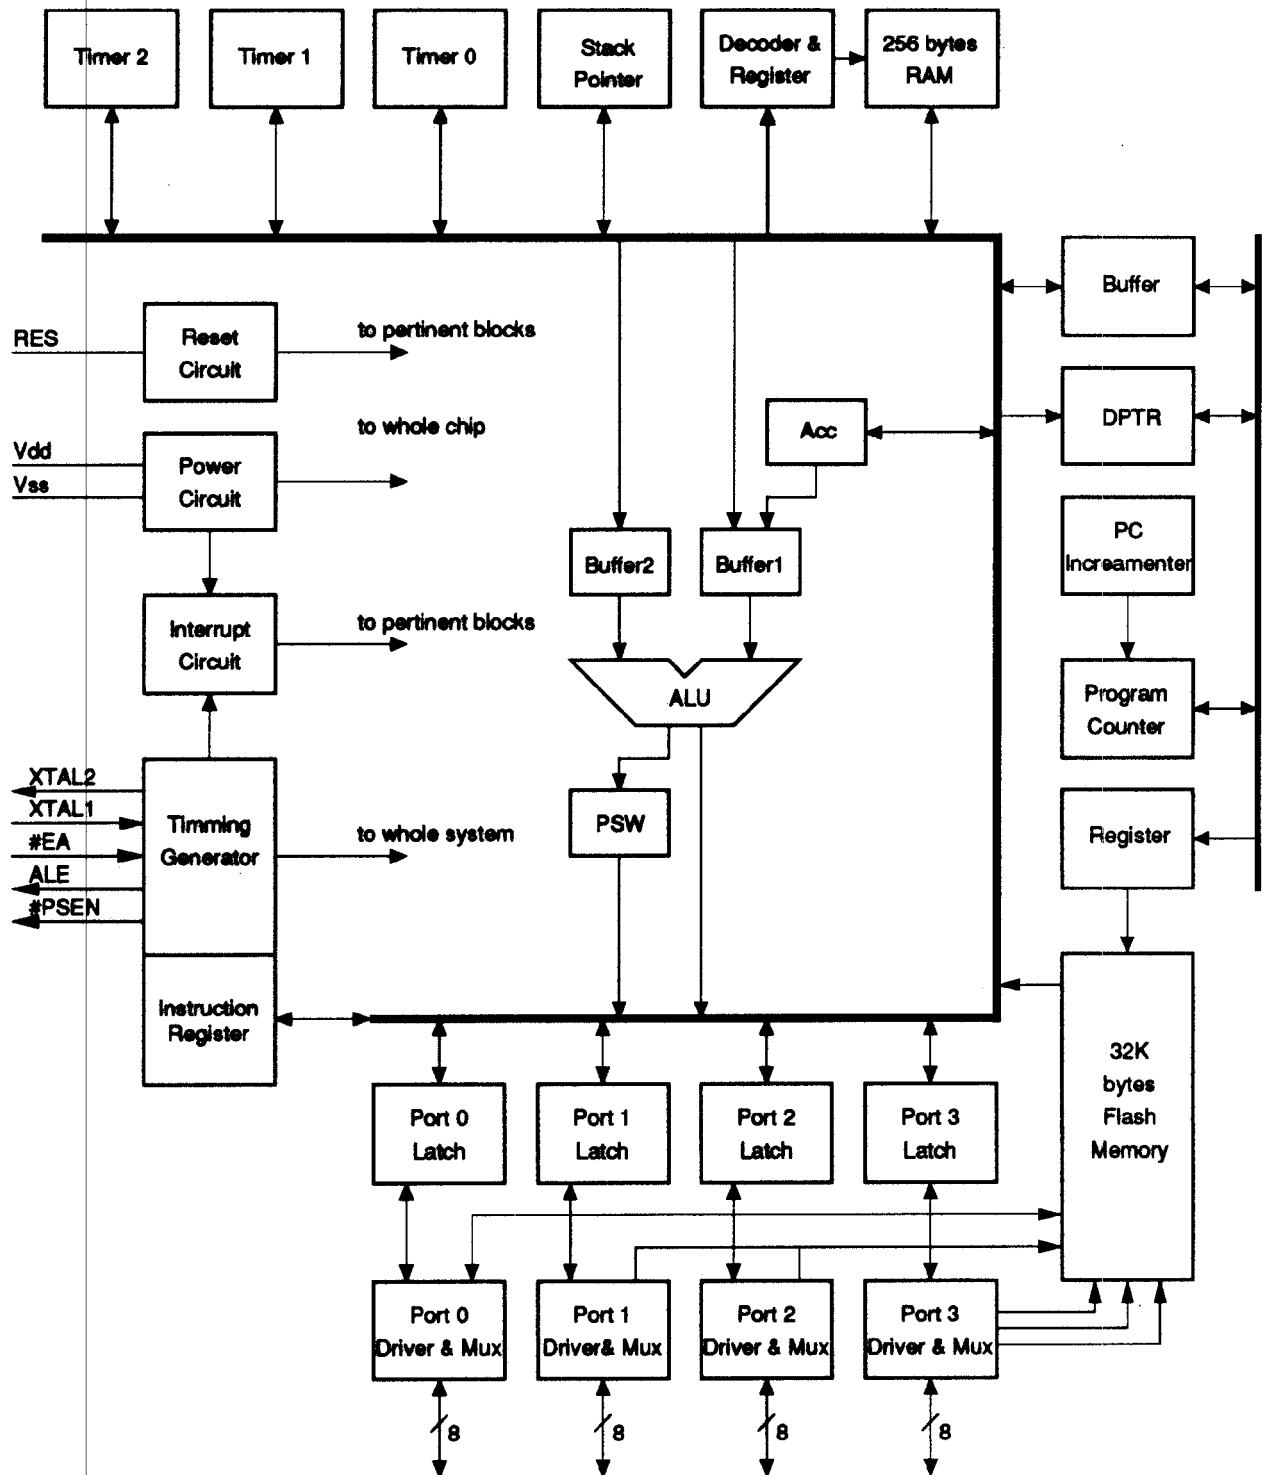 Timer 2
Timer 1
Timer 0
Stack
Pointer
Decoder &
Register
256 bytes
RAM
Buffer
RES
Reset
Circuit
to pertinent blocks
DPTR
Acc
Vdd
Vss
Power
Circuit
to whole chip
PC
Increamenter
Buffer2
Buffer1
Interrupt
Circuit
to pertinent blocks
ALU
Program
Counter
XTAL2
XTAL1
#EA
ALE
#PSEN
Timming
Generator
to whole system
PSW
Register
Instruction
Register
32K
bytes
Flash
Memory
Port 0
Latch
Port 1
Latch
Port 2
Latch
Port 3
Latch
Port 0
Driver & Mux
Port 1
Driver& Mux
Port 2
Driver & Mux
Port 3
Driver & Mux
8
8
8
8